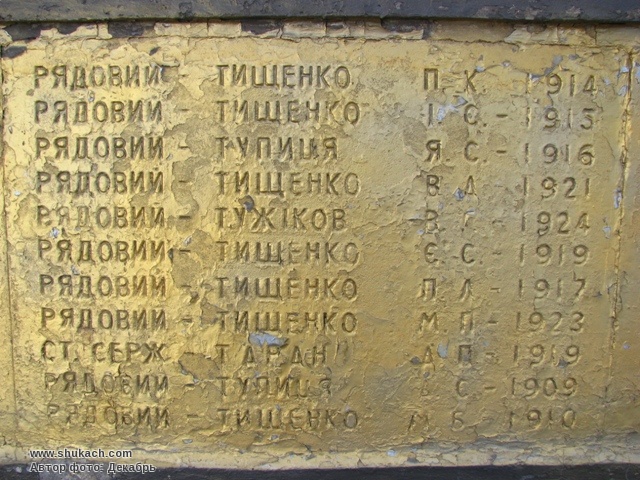 РЯДОВИЙ - ТИЩЕНКО П. К. - 1914
РЯДОВИЙ - ТИЩЕНКО І. С. - 1913
РЯДОВИЙ - ТУПИЦЯ Я. С. - 1916
РЯДОВИЙ - ТИЩЕНКО В. Д. - 1921
РЯДОВИЙ - ТУЖІКОВ В. Г. - 1924
РЯДОВИЙ - ТИЩЕНКО Є. С. - 1919
РЯДОВИЙ - ТИЩЕНКО П. Л. - 1917
РЯДОВИЙ - ТИЩЕНКО М. П. - 1923
СТ. СЕРЖ. ТАРАН П. - 1919
РЯДОВИЙ - ТУПИЦЯ С. - 1909
РЯДОВИЙ - ТИЩЕНКО М. Б. - 1910
www.shukach.com
Автор фото: Дскабрь